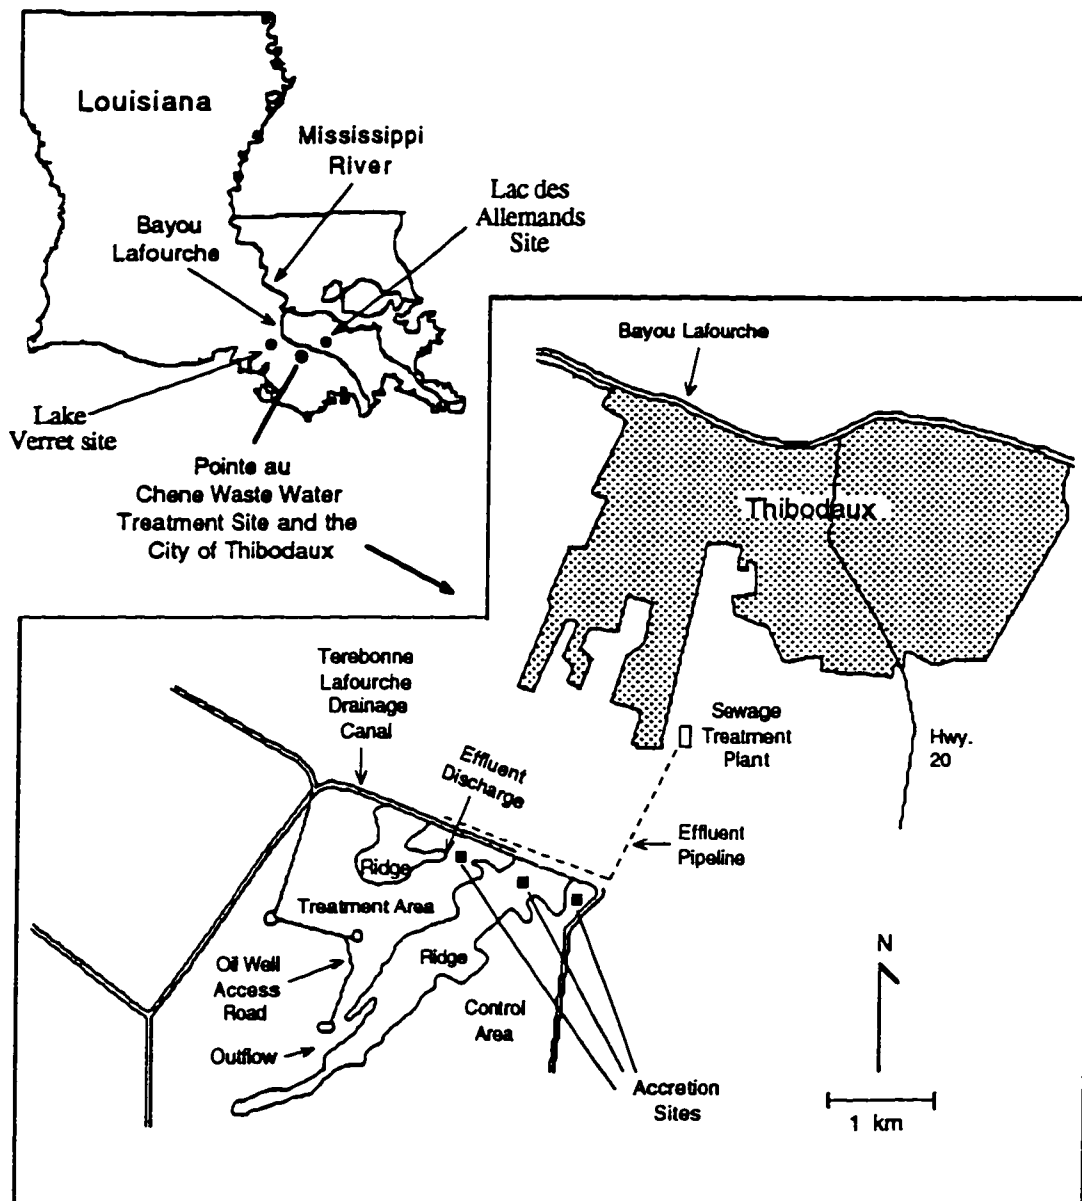 Louisiana
Mississippi
River
Lac des
Allemands
Site
Bayou
Lafourche
Lake
Verret site
Pointe au
Chene Waste Water
Treatment Site and the
City of Thibodaux
Bayou Lafourche
Thibodaux
Terebonne
Lafourche
Drainage
Canal
Effluent
Discharge
Sewage
Treatment
Plant
Hwy.
20
Effluent
Pipeline
Ridge
Treatment Area
Ridge
Oil Well
Access
Road
Control
Area
Outflow
Accretion
Sites
N
1 km